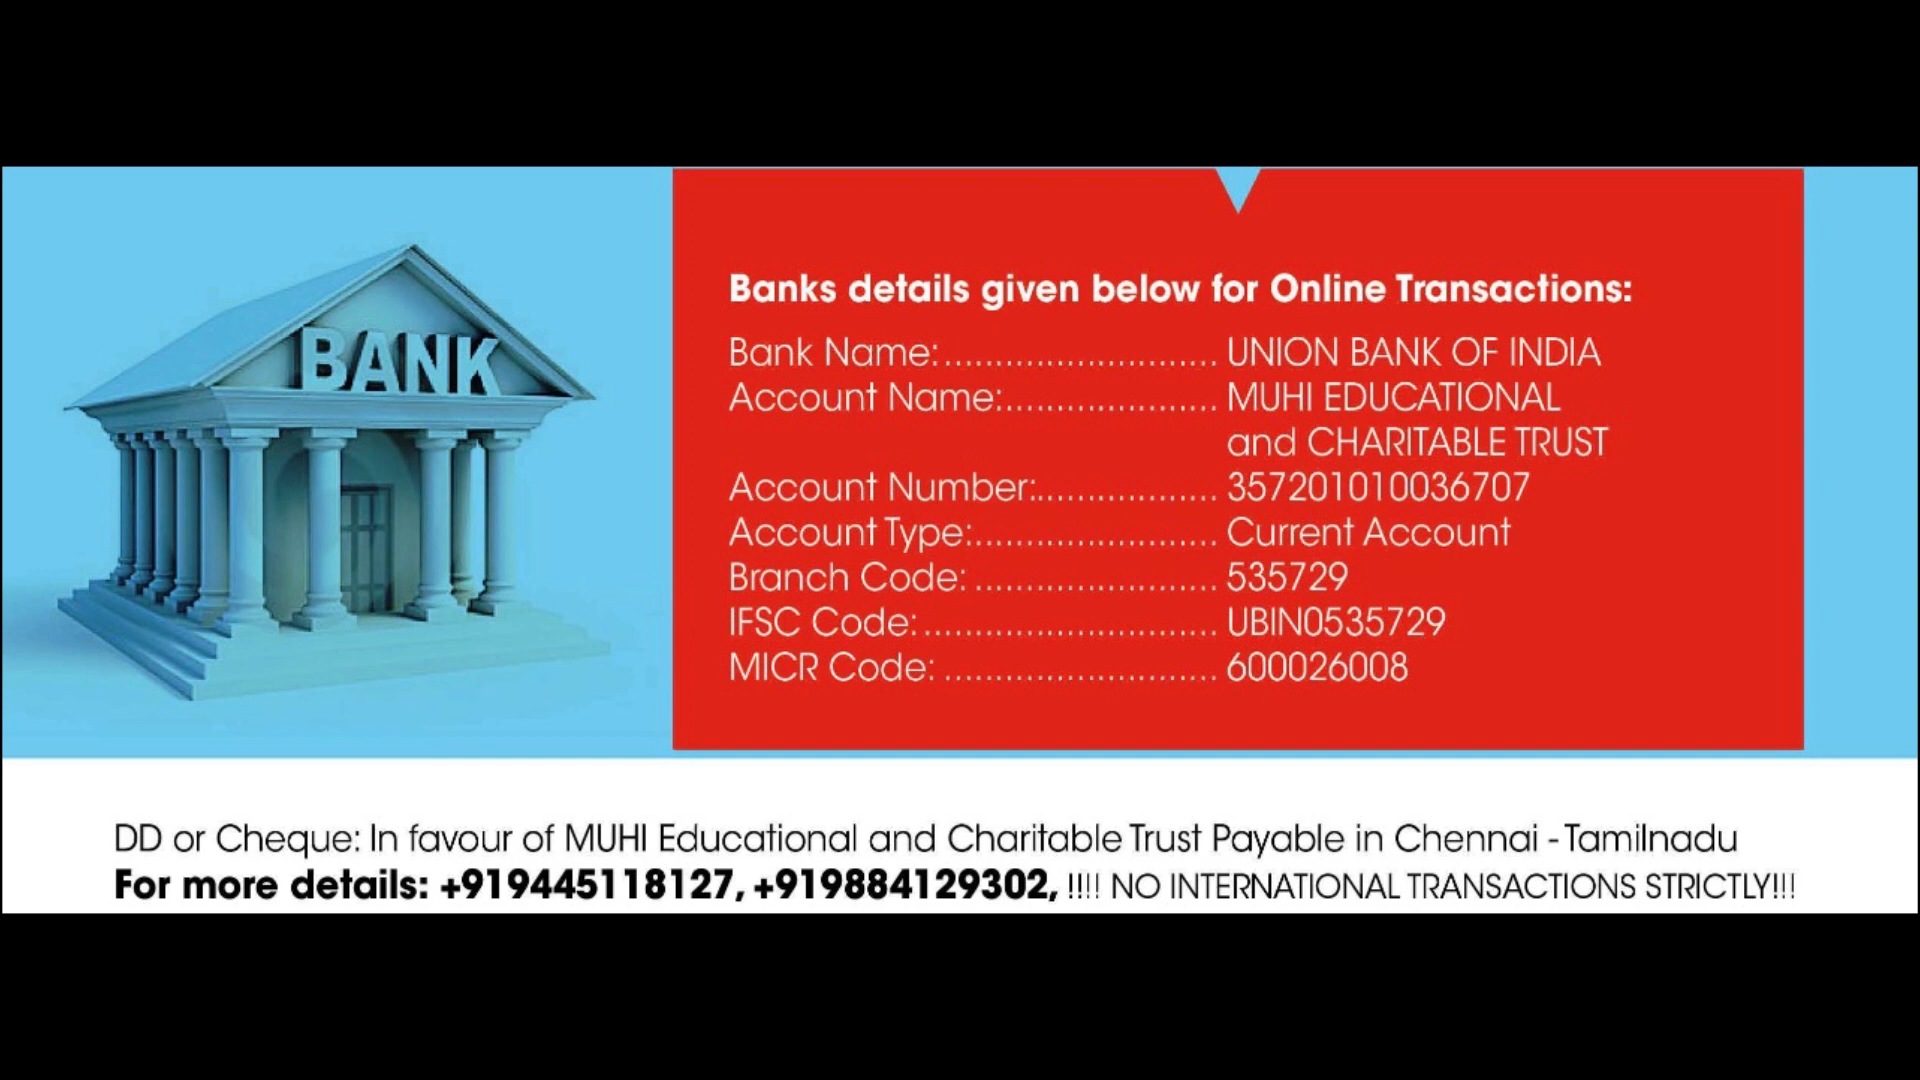 BANK
Banks details given below for Online Transactions:
Bank Name:........................... UNION BANK OF INDIA
Account Name:..................... MUHI EDUCATIONAL
and CHARITABLE TRUST
Account Number:.................. 357201010036707
Account Type:........................ Current Account
Branch Code: ........................ 535729
IFSC Code: ............................. UBIN0535729
MICR Code: ........................... 600026008
DD or Cheque: In favour of MUHI Educational and Charitable Trust Payable in Chennai - Tamilnadu
For more details: +919445118127, +919884129302, !!!! NO INTERNATIONAL TRANSACTIONS STRICTLY!!!